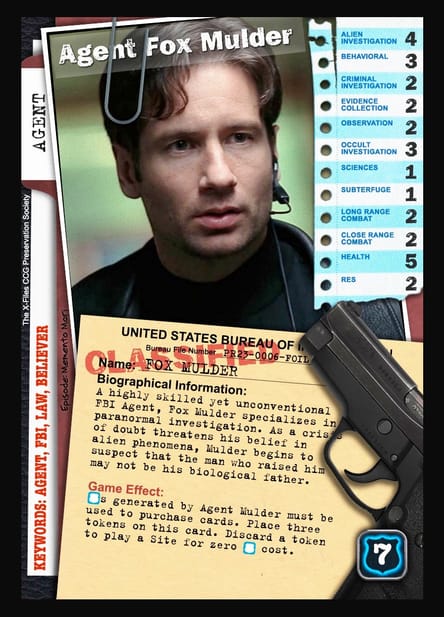 Agent Fox Mulder
AGENT
The X-Files CCG Preservation Society
KEYWORDS: AGENT, FBI, LAW, BELIEVER
Episode: Memento Mori
ALIEN INVESTIGATION 4
BEHAVIORAL 3
CRIMINAL INVESTIGATION 2
EVIDENCE COLLECTION 2
OBSERVATION 2
OCCULT INVESTIGATION 3
SCIENCES 1
SUBTERFUGE 1
LONG RANGE COMBAT 2
CLOSE RANGE COMBAT 2
HEALTH 5
RES 2
UNITED STATES BUREAU OF
Bureau File Number PR23-0006-FOIL
CLASSIFIED
Name: FOX MULDER
Biographical Information:
A highly skilled yet unconventional
FBI Agent, Fox Mulder specializes in
paranormal investigation. As a crisis
of doubt threatens his belief in
alien phenomena, Mulder begins to
suspect that the man who raised him
may not be his biological father.
Game Effect:
s generated by Agent Mulder must be
used to purchase cards. Place three
tokens on this card. Discard a token
to play a Site for zero cost.
7